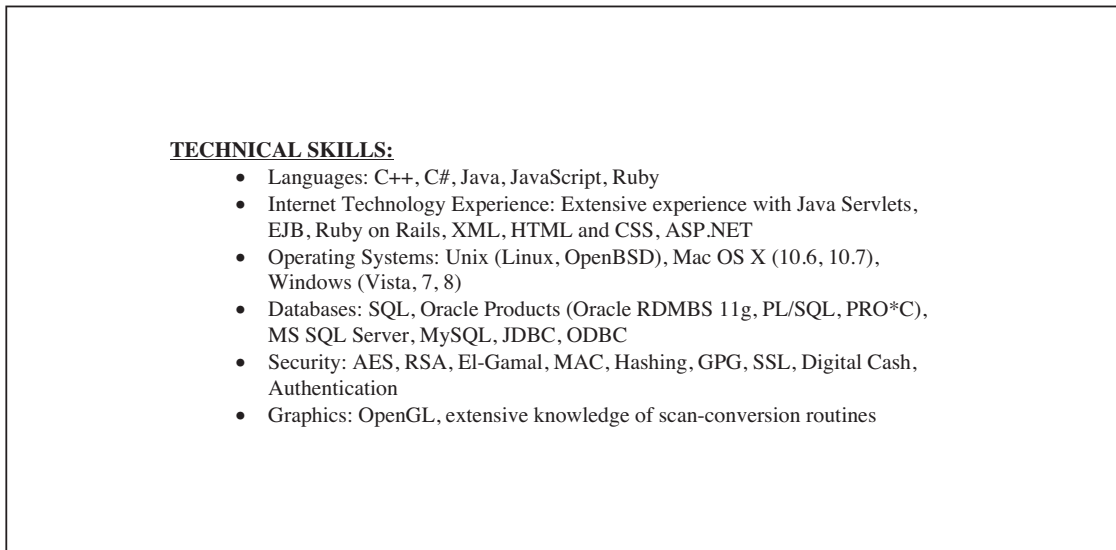 TECHNICAL SKILLS:
• Languages: C++, C#, Java, JavaScript, Ruby
• Internet Technology Experience: Extensive experience with Java Servlets,
EJB, Ruby on Rails, XML, HTML and CSS, ASP.NET
• Operating Systems: Unix (Linux, OpenBSD), Mac OS X (10.6, 10.7),
Windows (Vista, 7, 8)
• Databases: SQL, Oracle Products (Oracle RDMBS 11g, PL/SQL, PRO*C),
MS SQL Server, MySQL, JDBC, ODBC
• Security: AES, RSA, El-Gamal, MAC, Hashing, GPG, SSL, Digital Cash,
Authentication
• Graphics: OpenGL, extensive knowledge of scan-conversion routines